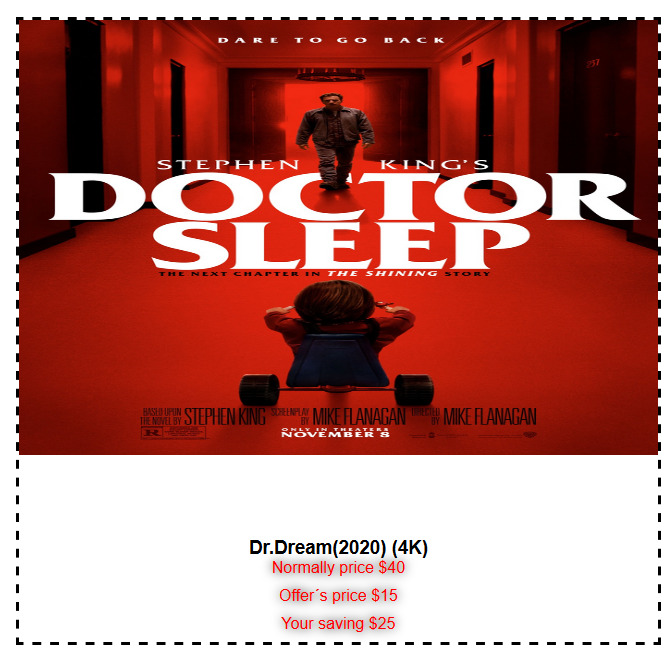 DARE TO GO BACK
237
STEPHEN KING'S
DOCTOR
SLEEP
THE NEXT CHAPTER IN THE SHINING STORY
BASED UPON THE NOVEL BY STEPHEN KING SCREENPLAY BY MIKE FLANAGAN DIRECTED BY MIKE FLANAGAN
R
ONLY IN THEATERS
NOVEMBER 8
Dr.Dream(2020) (4K)
Normally price $40
Offer´s price $15
Your saving $25